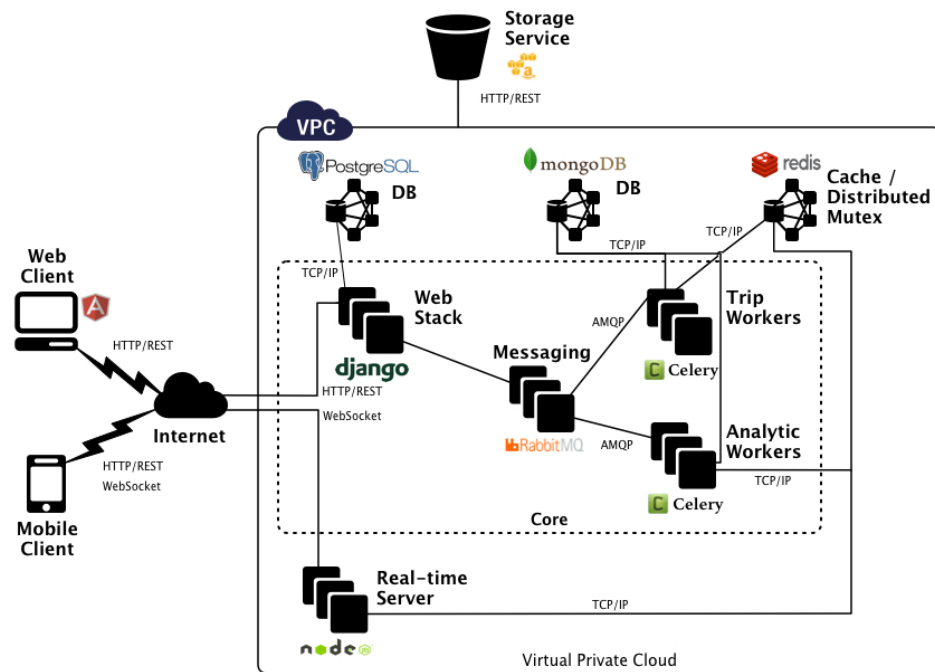 Storage
Service
a
HTTP/REST
VPC
PostgreSQL
DB
mongoDB
DB
redis
Cache /
Distributed
Mutex
TCP/IP
TCP/IP
TCP/IP
Web
Client
A
HTTP/REST
Web
Stack
django
HTTP/REST
WebSocket
Messaging
RabbitMQ
AMQP
Trip
Workers
C Celery
AMQP
Analytic
Workers
TCP/IP
C Celery
Core
Internet
HTTP/REST
WebSocket
Mobile
Client
Real-time
Server
node JS
TCP/IP
Virtual Private Cloud